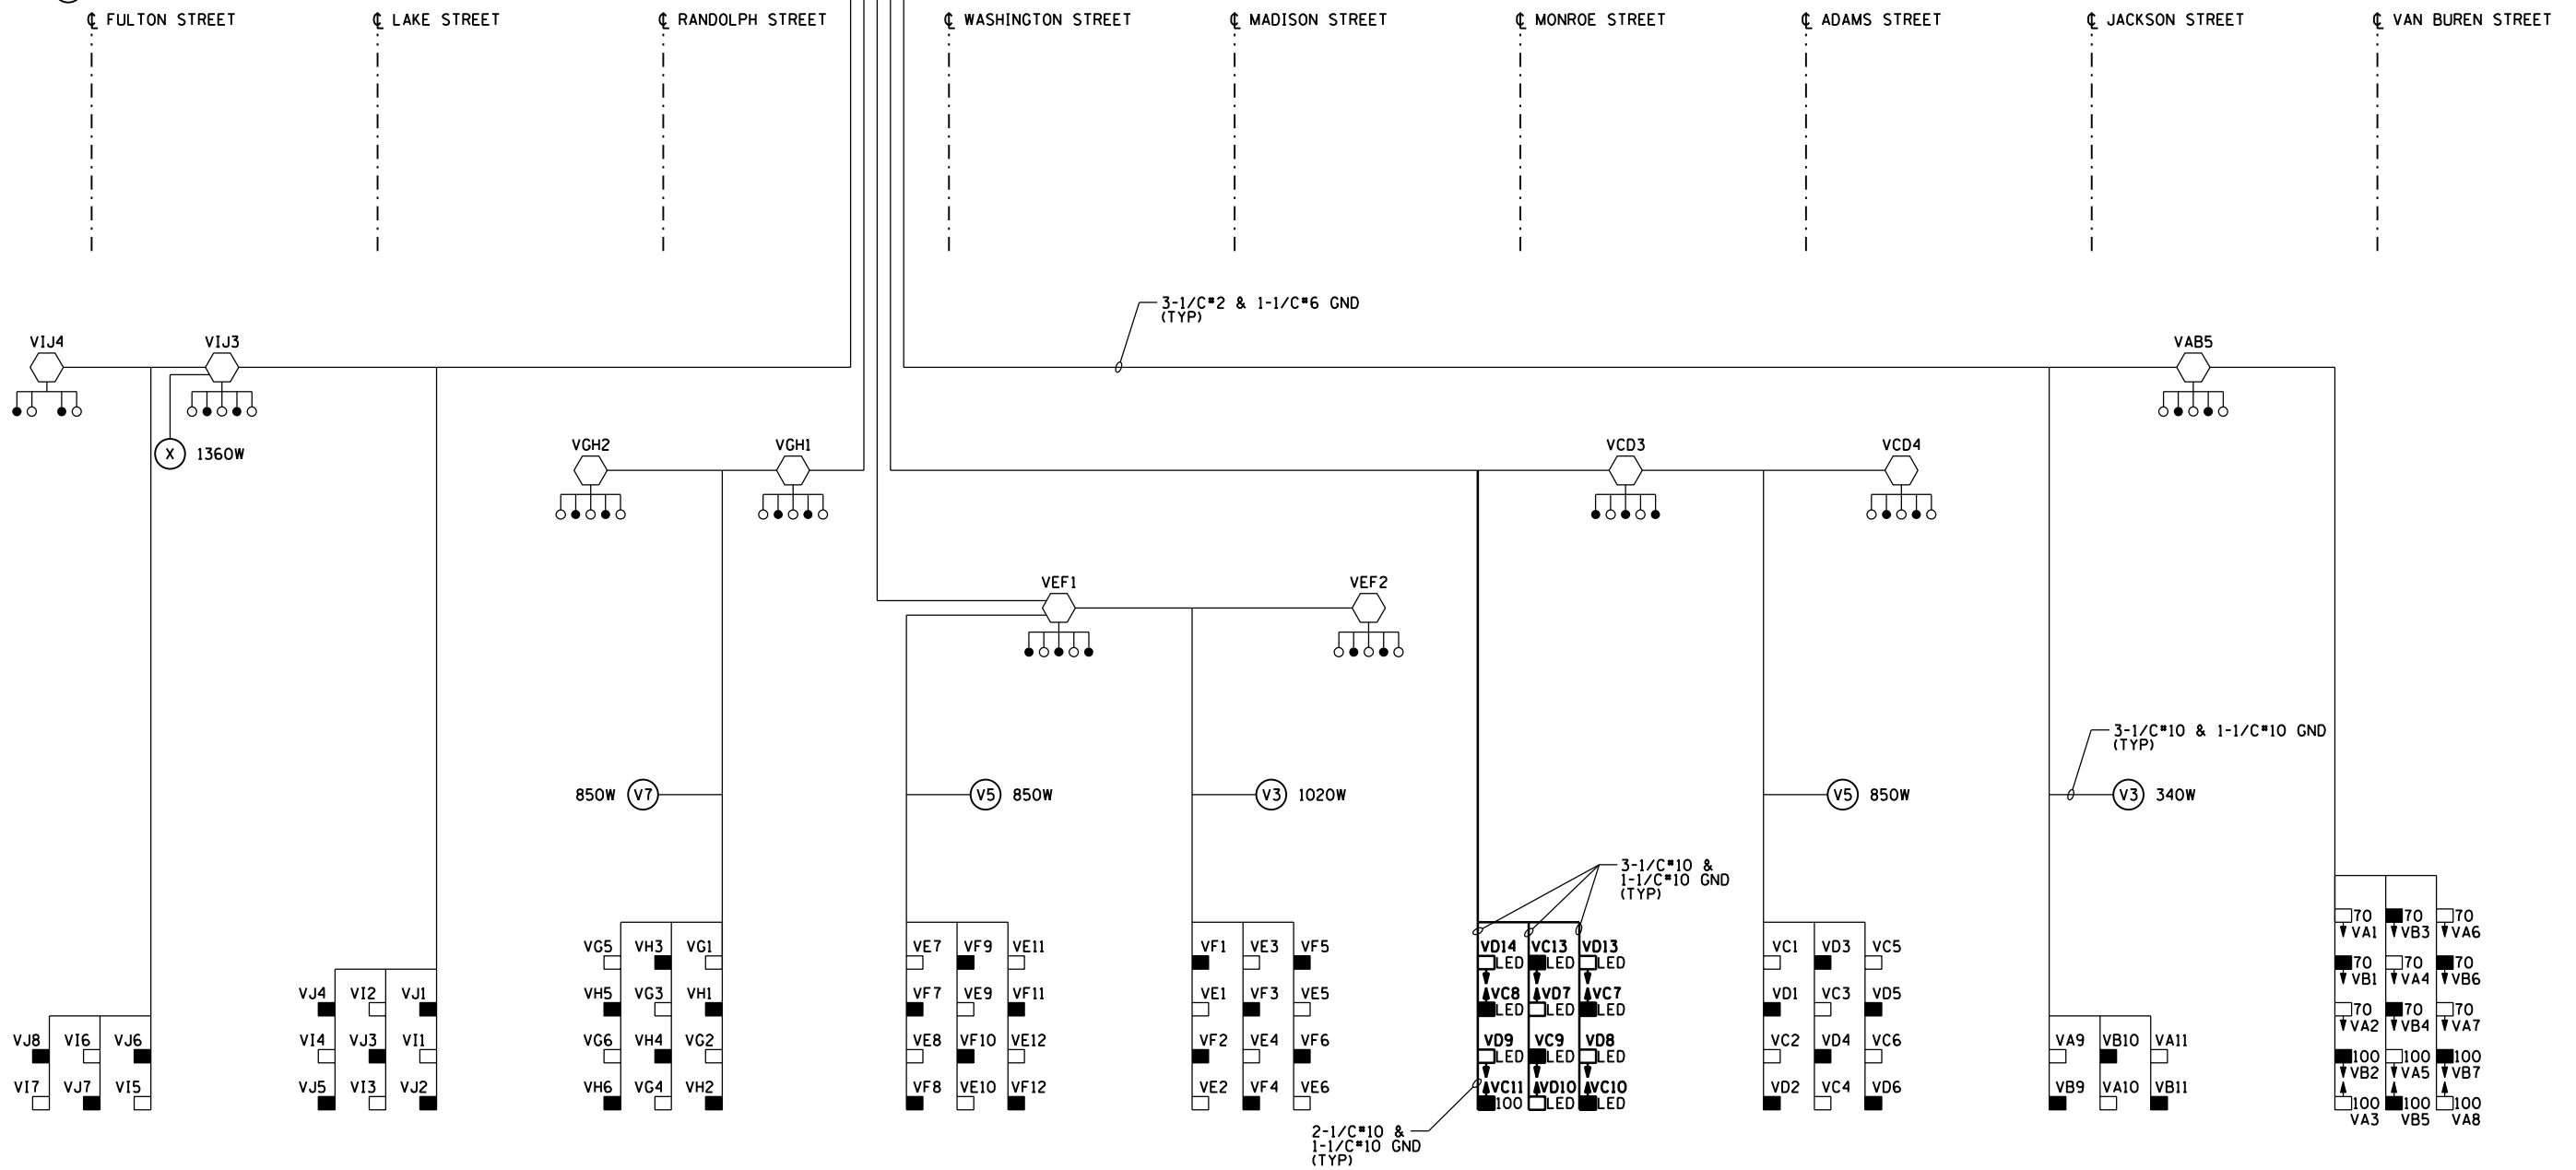 ℄ FULTON STREET
℄ LAKE STREET
℄ RANDOLPH STREET
℄ WASHINGTON STREET
℄ MADISON STREET
℄ MONROE STREET
℄ ADAMS STREET
℄ JACKSON STREET
℄ VAN BUREN STREET
3-1/C#2 & 1-1/C#6 GND
(TYP)
VIJ4
VIJ3
VAB5
X 1360W
VGH2
VGH1
VCD3
VCD4
VEF1
VEF2
3-1/C#10 & 1-1/C#10 GND
(TYP)
850W V7
V5 850W
V3 1020W
V5 850W
V3 340W
3-1/C#10 &
1-1/C#10 GND
(TYP)
VJ8 VI6 VJ6
VI7 VJ7 VI5
VJ4 VI2 VJ1
VI4 VJ3 VI1
VJ5 VI3 VJ2
VG5 VH3 VG1
VH5 VG3 VH1
VG6 VH4 VG2
VH6 VG4 VH2
VE7 VF9 VE11
VF7 VE9 VF11
VE8 VF10 VE12
VF8 VE10 VF12
VF1 VE3 VF5
VE1 VF3 VE5
VF2 VE4 VF6
VE2 VF4 VE6
VD14 VC13 VD13
LED LED LED
VC8 VD7 VC7
LED LED LED
VD9 VC9 VD8
LED LED LED
VC11 VD10 VC10
100 LED LED
2-1/C#10 &
1-1/C#10 GND
(TYP)
VC1 VD3 VC5
VD1 VC3 VD5
VC2 VD4 VC6
VD2 VC4 VD6
VA9 VB10 VA11
VB9 VA10 VB11
70 70 70
VA1 VB3 VA6
70 70 70
VB1 VA4 VB6
70 70 70
VA2 VB4 VA7
100 100 100
VB2 VA5 VB7
100 100 100
VA3 VB5 VA8